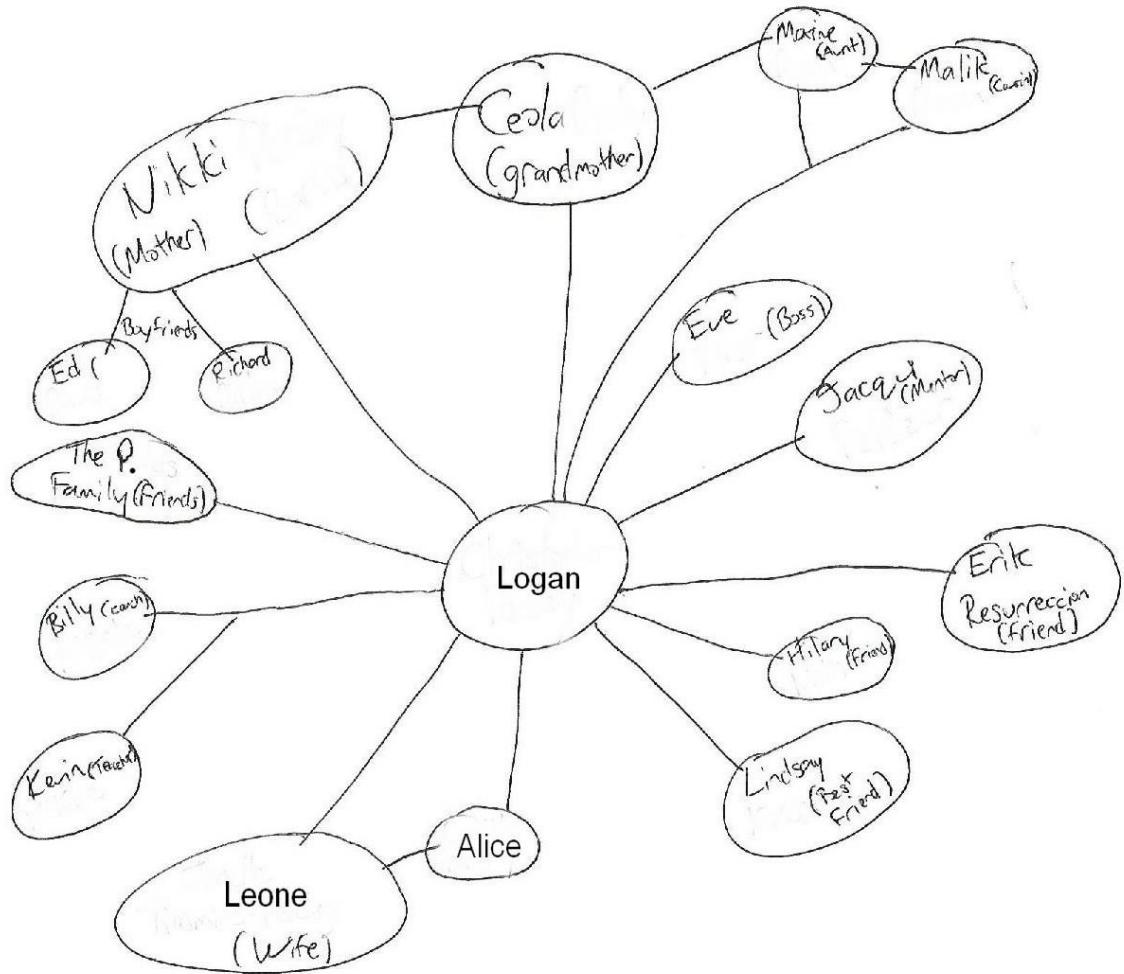 Maxine
(Aunt)
Malik (Cousin)
Ceola
(grandmother)
Nikki
(Mother) ( )
Boyfriends
Ed (
Richard
Eve (Boss)
Jacqui
(Mentor)
The P.
Family (Friends)
Logan
Erik
Resurreccion
(friend)
Billy (coach)
Hilary
(Friend)
Kevin (Teacher)
Lindsay
(Best
Friend)
Alice
Leone
(Wife)